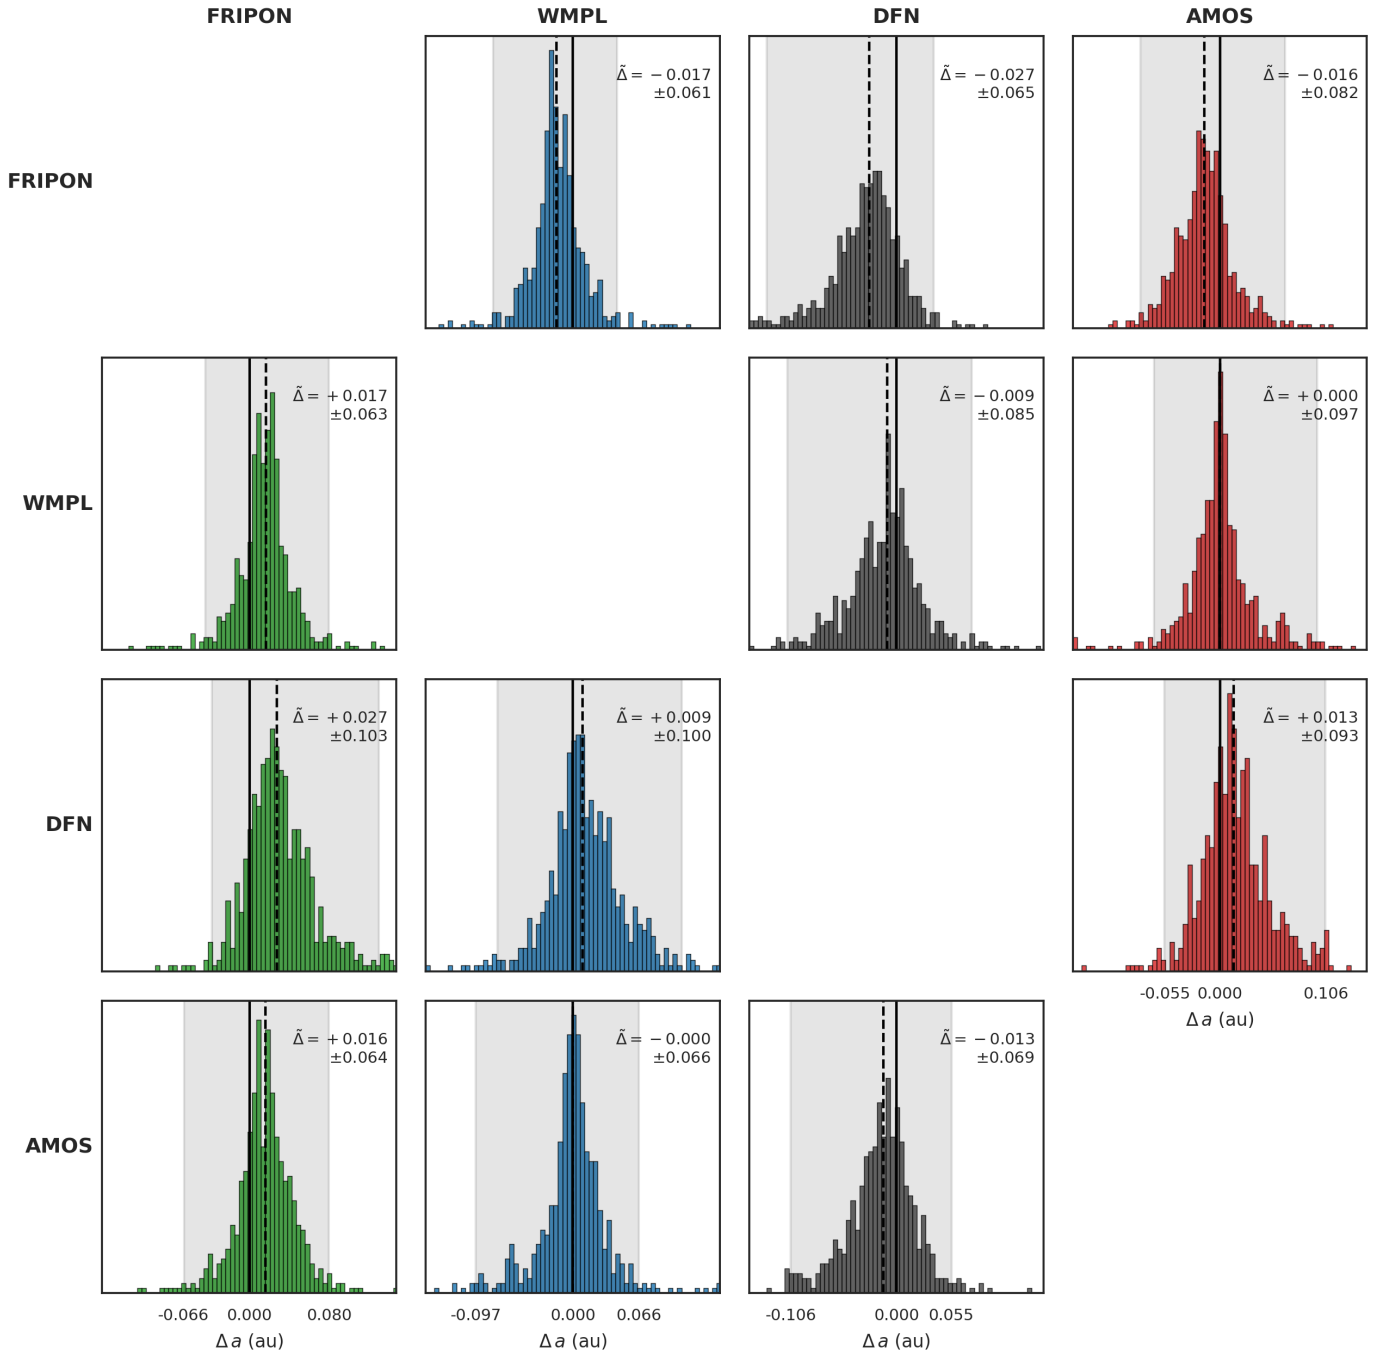 FRIPON WMPL DFN AMOS
FRIPON
Δ̃ = −0.017
±0.061
Δ̃ = −0.027
±0.065
Δ̃ = −0.016
±0.082
WMPL
Δ̃ = +0.017
±0.063
Δ̃ = −0.009
±0.085
Δ̃ = +0.000
±0.097
DFN
Δ̃ = +0.027
±0.103
Δ̃ = +0.009
±0.100
Δ̃ = +0.013
±0.093
-0.055 0.000 0.106
Δ a (au)
AMOS
Δ̃ = +0.016
±0.064
Δ̃ = −0.000
±0.066
Δ̃ = −0.013
±0.069
-0.066 0.000 0.080
Δ a (au)
-0.097 0.000 0.066
Δ a (au)
-0.106 0.000 0.055
Δ a (au)